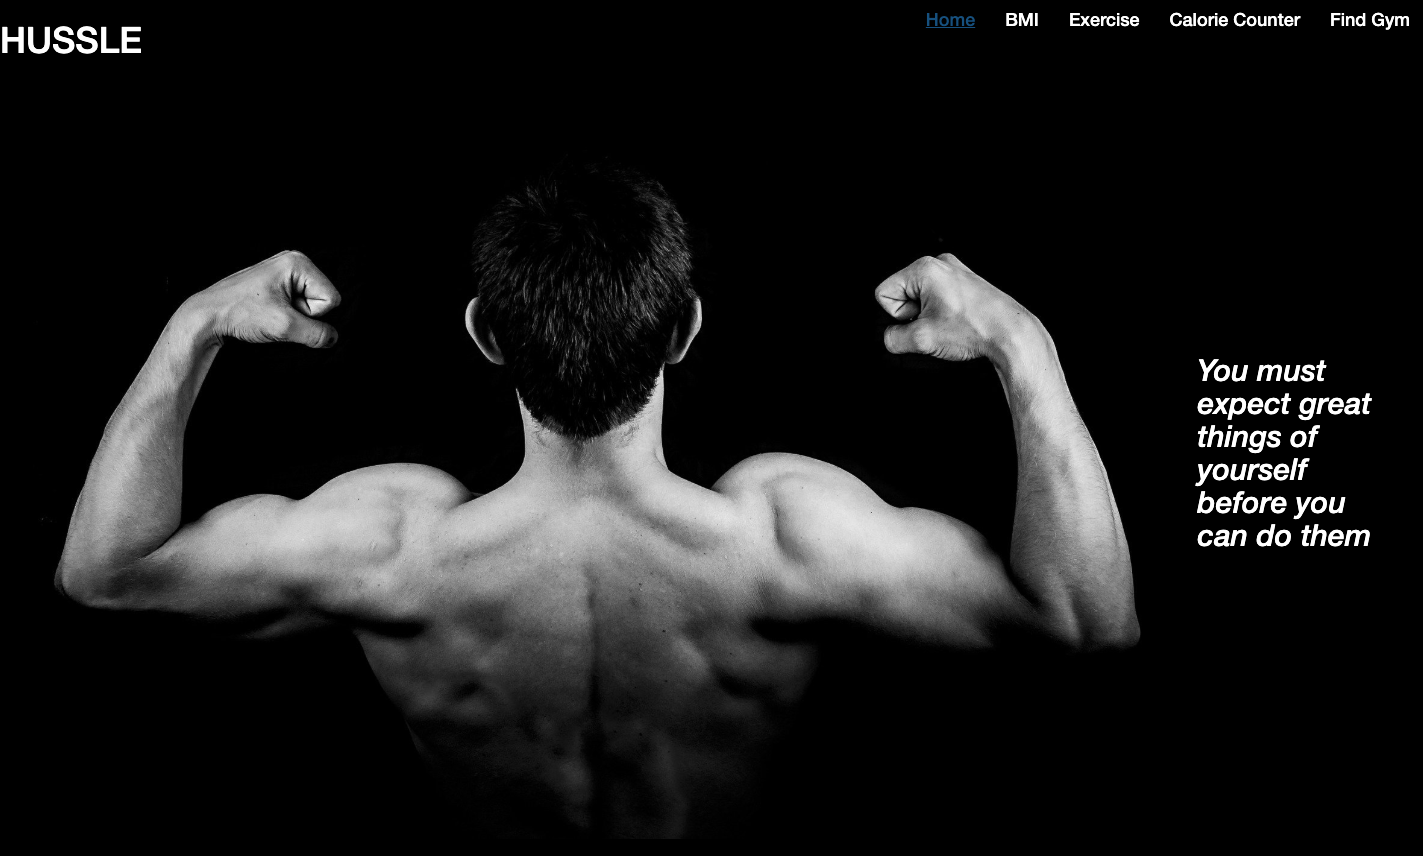 HUSSLE
Home BMI Exercise Calorie Counter Find Gym
You must
expect great
things of
yourself
before you
can do them